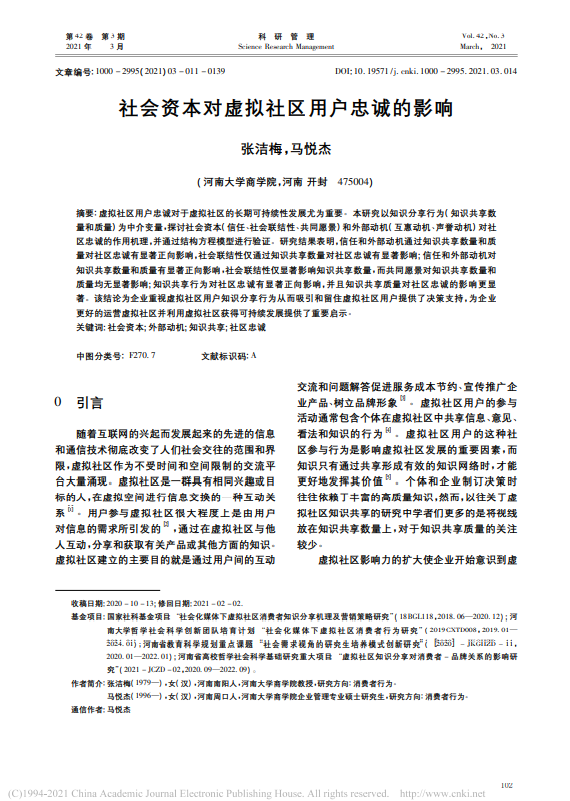 第42卷 第3期
2021年 3月
科 研 管 理
Science Research Management
Vol. 42, No. 3
March, 2021
文章编号:1000-2995(2021)03-011-0139
DOI:10.19571/j.cnki.1000-2995.2021.03.014
社会资本对虚拟社区用户忠诚的影响
张洁梅,马悦杰
(河南大学商学院,河南 开封 475004)
摘要:虚拟社区用户忠诚对于虚拟社区的长期可持续性发展尤为重要。本研究以知识分享行为(知识共享数
量和质量)为中介变量,探讨社会资本(信任、社会联结性、共同愿景)和外部动机(互惠动机、声誉动机)对社
区忠诚的作用机理,并通过结构方程模型进行验证。研究结果表明,信任和外部动机通过知识共享数量和质
量对社区忠诚有显著正向影响,社会联结性仅通过知识共享数量对社区忠诚有显著影响;信任和外部动机对
知识共享数量和质量有显著正向影响,社会联结性仅显著影响知识共享数量,而共同愿景对知识共享数量和
质量均无显著影响;知识共享行为对社区忠诚有显著正向影响,并且知识共享质量对社区忠诚的影响更显
著。该结论为企业重视虚拟社区用户知识分享行为从而吸引和留住虚拟社区用户提供了决策支持,为企业
更好的运营虚拟社区并利用虚拟社区获得可持续发展提供了重要启示。
关键词:社会资本;外部动机;知识共享;社区忠诚
中图分类号:F270.7 文献标识码:A
0 引言
随着互联网的兴起而发展起来的先进的信息
和通信技术彻底改变了人们社会交往的范围和界
限,虚拟社区作为不受时间和空间限制的交流平
台大量涌现。虚拟社区是一群具有相同兴趣或目
标的人,在虚拟空间进行信息交换的一种互动关
系[1]。用户参与虚拟社区很大程度上是由用户
对信息的需求所引发的[2],通过在虚拟社区与他
人互动,分享和获取有关产品或其他方面的知识。
虚拟社区建立的主要目的就是通过用户间的互动
交流和问题解答促进服务成本节约、宣传推广企
业产品、树立品牌形象[3]。虚拟社区用户的参与
活动通常包含个体在虚拟社区中共享信息、意见、
看法和知识的行为[4]。虚拟社区用户的这种社
区参与行为是影响虚拟社区发展的重要因素,而
知识只有通过共享形成有效的知识网络时,才能
更好地发挥其价值[5]。个体和企业制订决策时
往往依赖丁丰富的高质量知识,然而,以往关于虚
拟社区知识共享的研究中学者们更多的是将视线
放在知识共享数量上,对于知识共享质量的关注
较少。
虚拟社区影响力的扩大使企业开始意识到虚
收稿日期:2020-10-13;修回日期:2021-02-02.
基金项目:国家社科基金项目“社会化媒体下虚拟社区消费者知识分享机理及营销策略研究”(18BGL118,2018.06—2020.12);河
南大学哲学社会科学创新团队培育计划“社会化媒体下虚拟社区消费者行为研究”(2019CXTD008,2019.01—
2024.01);河南省教育科学规划重点课题“社会需求视角的研究生培养模式创新研究”([2020]-JKGHZD-11,
2020.01—2022.01);河南省高校哲学社会科学基础研究重大项目“虚拟社区知识分享对消费者-品牌关系的影响研
究”(2021-JCZD-02,2020.09—2022.09)。
作者简介:张洁梅(1979—),女(汉),河南南阳人,河南大学商学院教授,研究方向:消费者行为。
马悦杰(1996—),女(汉),河南周口人,河南大学商学院企业管理专业硕士研究生,研究方向:消费者行为。
通信作者:马悦杰
102
(C)1994-2021 China Academic Journal Electronic Publishing House. All rights reserved. http://www.cnki.net